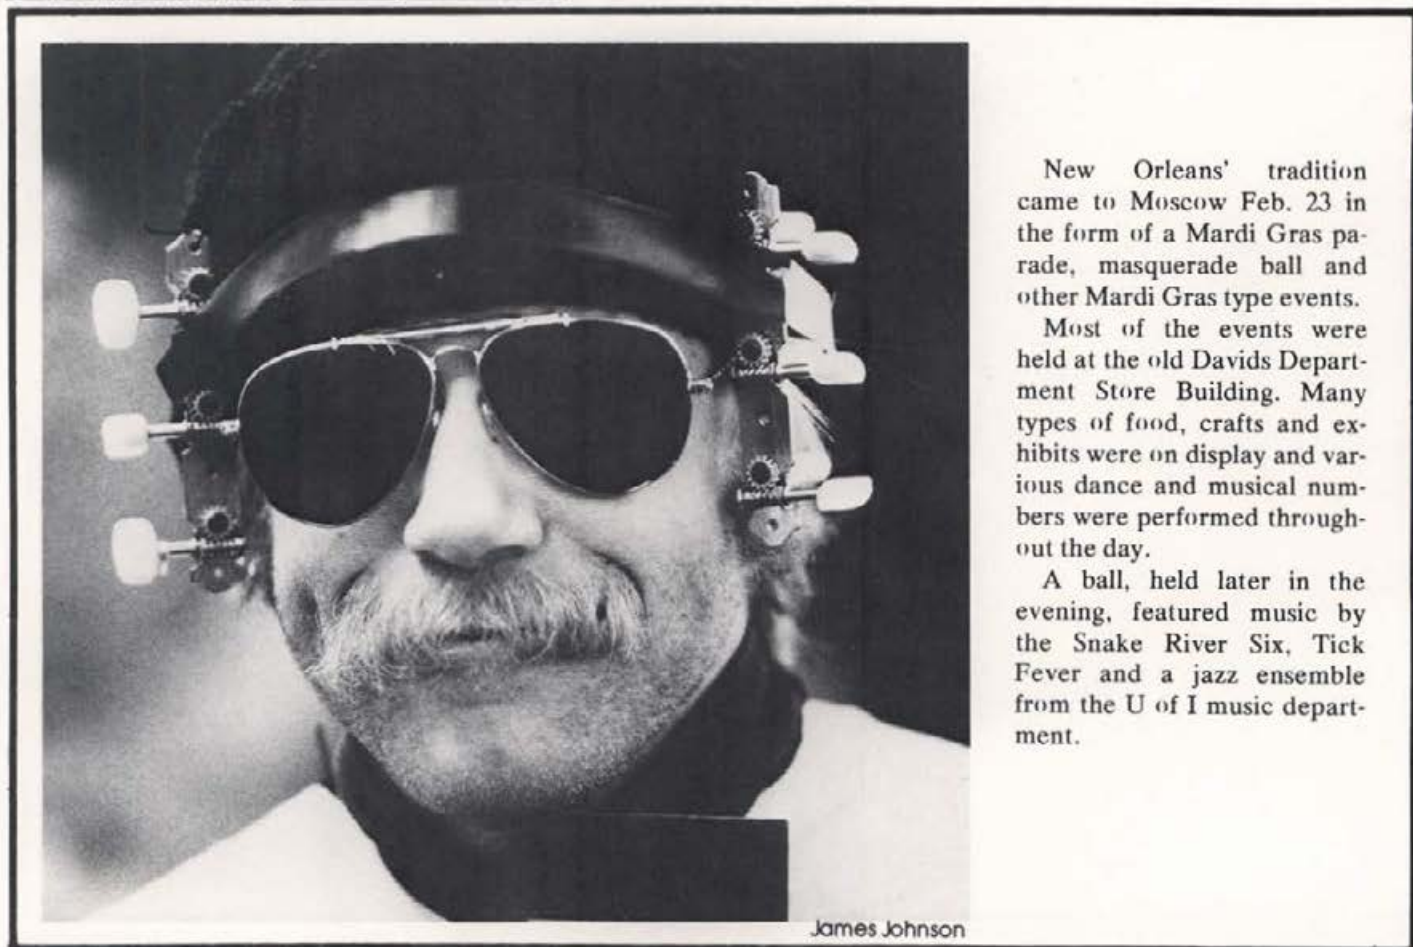 New Orleans' tradition
came to Moscow Feb. 23 in
the form of a Mardi Gras pa-
rade, masquerade ball and
other Mardi Gras type events.
Most of the events were
held at the old Davids Depart-
ment Store Building. Many
types of food, crafts and ex-
hibits were on display and var-
ious dance and musical num-
bers were performed through-
out the day.
A ball, held later in the
evening, featured music by
the Snake River Six, Tick
Fever and a jazz ensemble
from the U of I music depart-
ment.
James Johnson